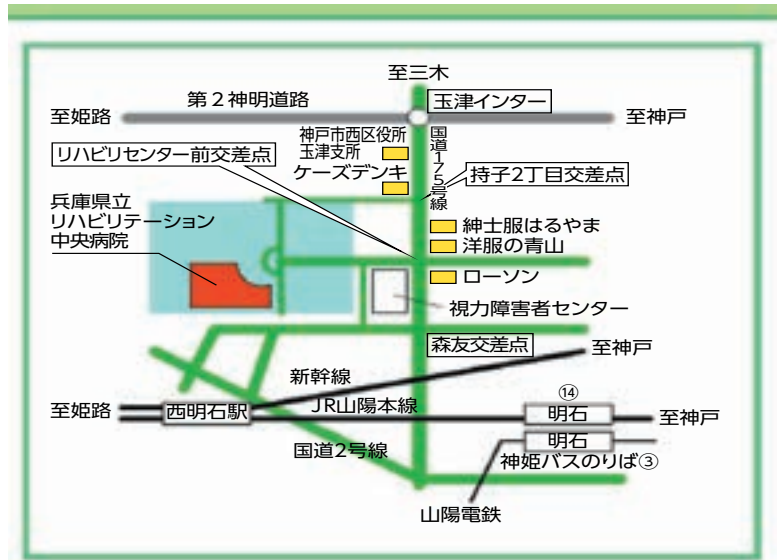 至三木
第2神明道路
玉津インター
至姫路
至神戸
神戸市西区役所
玉津支所
国道175号線
リハビリセンター前交差点
ケーズデンキ
持子2丁目交差点
兵庫県立
リハビリテーション
中央病院
紳士服はるやま
洋服の青山
ローソン
視力障害者センター
森友交差点
至神戸
新幹線
至姫路
西明石駅
JR山陽本線
⑭
明石
至神戸
明石
国道2号線
神姫バスのりば③
山陽電鉄